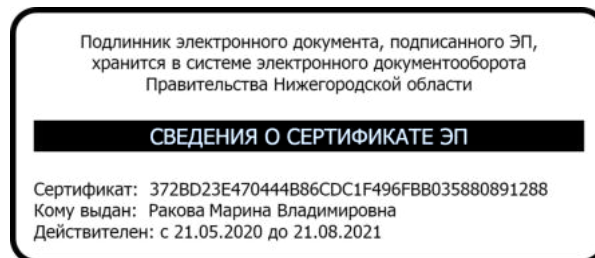 Подлинник электронного документа, подписанного ЭП,
хранится в системе электронного документооборота
Правительства Нижегородской области
СВЕДЕНИЯ О СЕРТИФИКАТЕ ЭП
Сертификат: 372BD23E470444B86CDC1F496FBB035880891288
Кому выдан: Ракова Марина Владимировна
Действителен: с 21.05.2020 до 21.08.2021